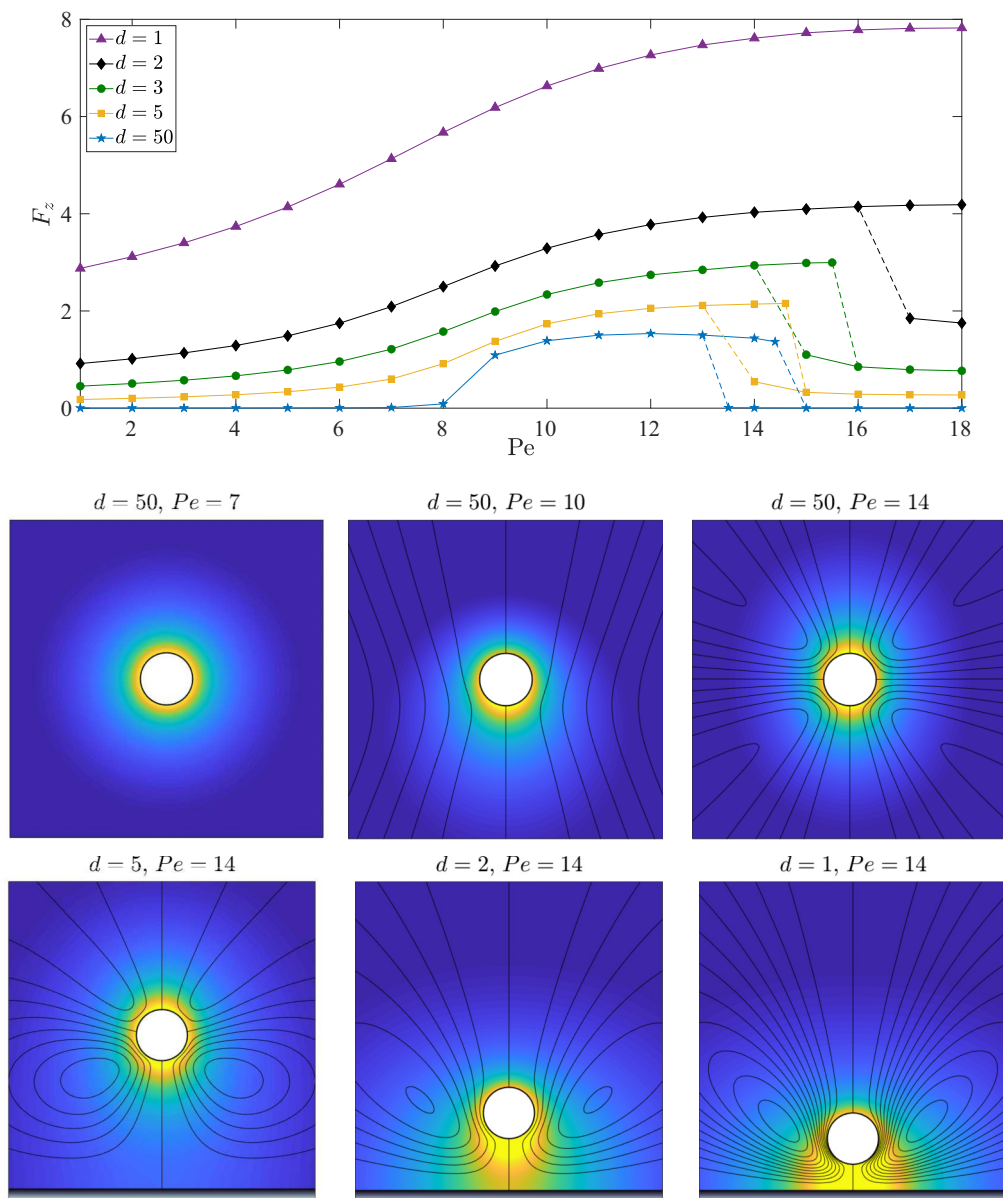 8
6
4
2
0
F_z
d = 1
d = 2
d = 3
d = 5
d = 50
2 4 6 8 10 12 14 16 18
Pe
d = 50, Pe = 7 d = 50, Pe = 10 d = 50, Pe = 14
d = 5, Pe = 14 d = 2, Pe = 14 d = 1, Pe = 14